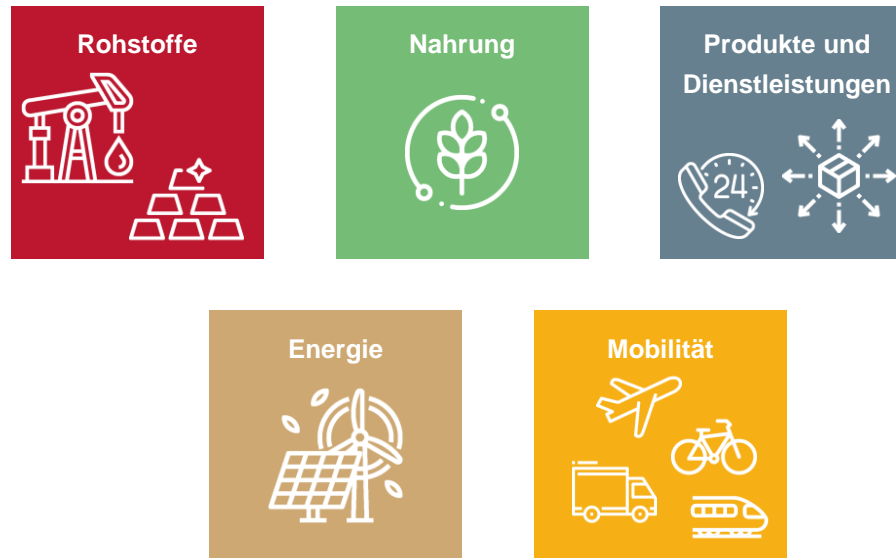 Rohstoffe
Nahrung
Produkte und
Dienstleistungen
24
Energie
Mobilität